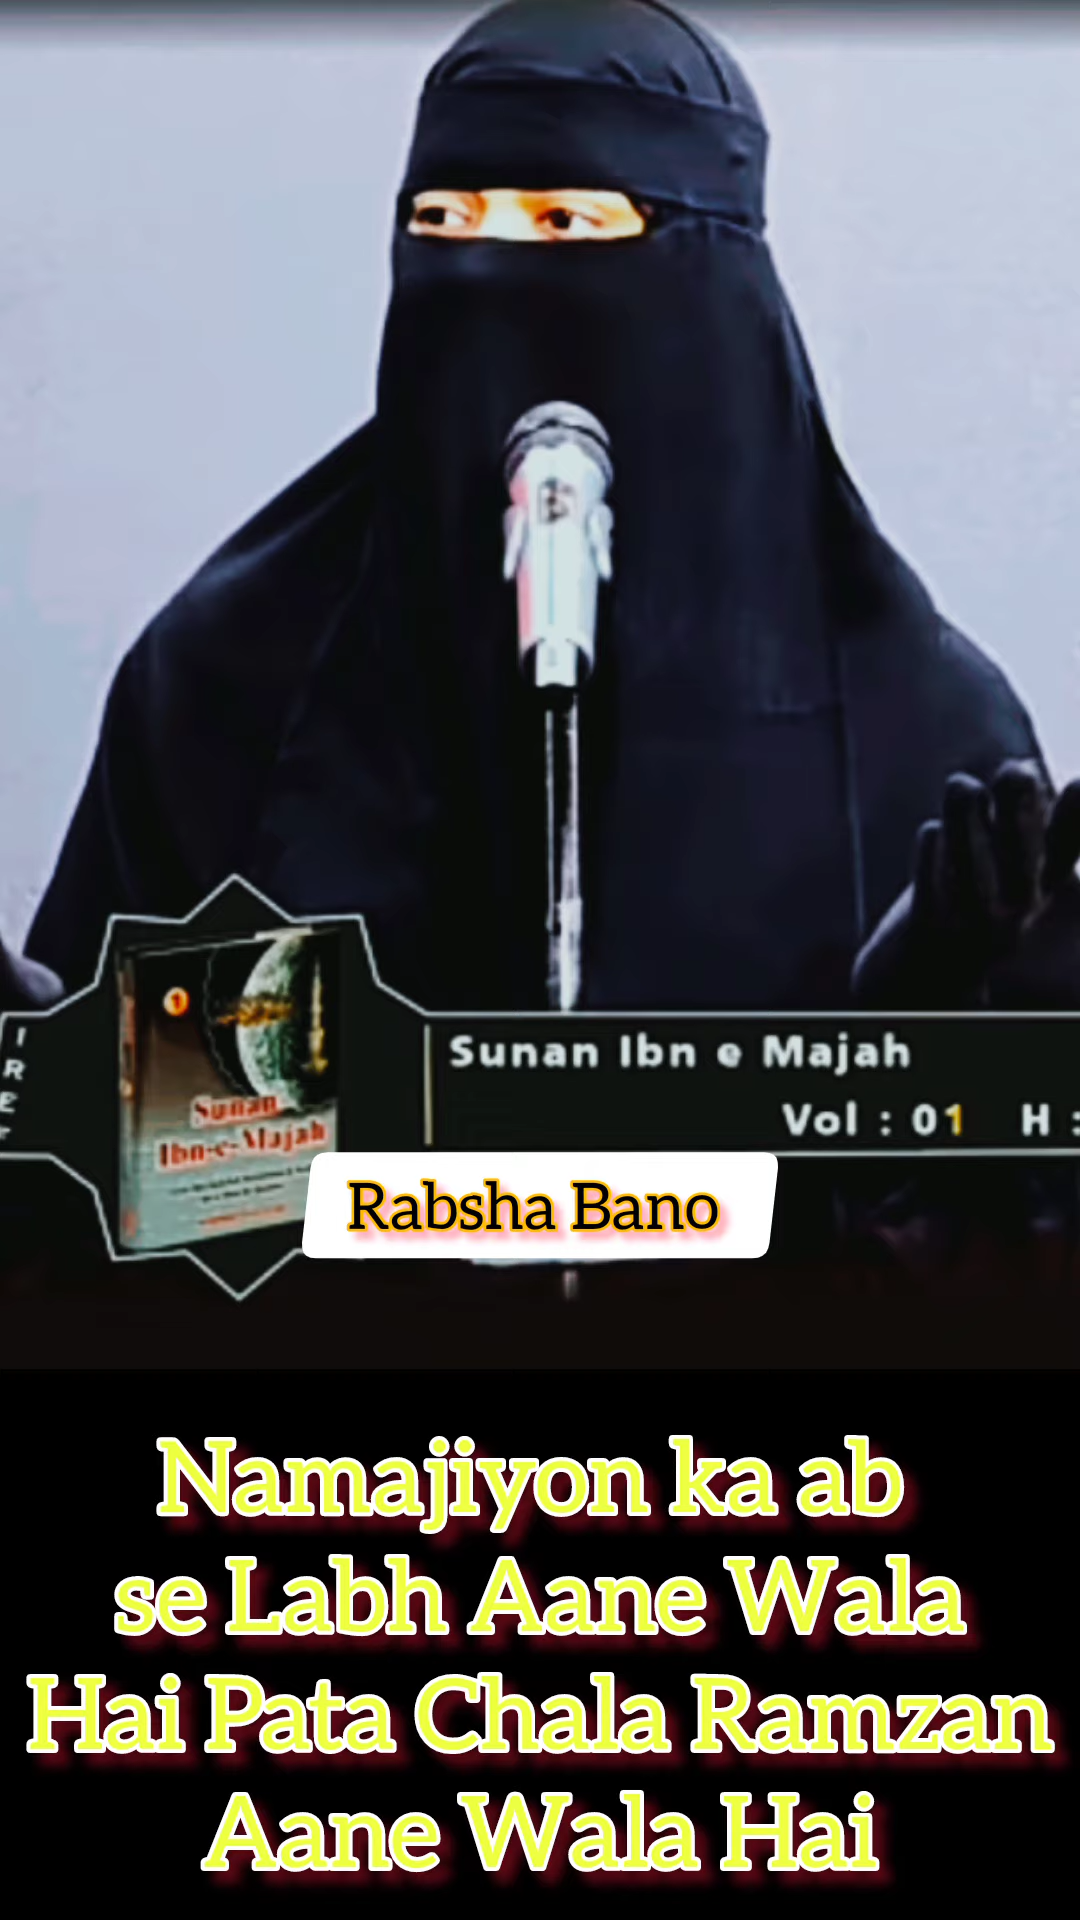 I
R
E
Sunan Ibn e Majah
Vol : 01 H :
1
Sunan
Ibn-e-Majah
Rabsha Bano
Namajiyon ka ab
se Labh Aane Wala
Hai Pata Chala Ramzan
Aane Wala Hai